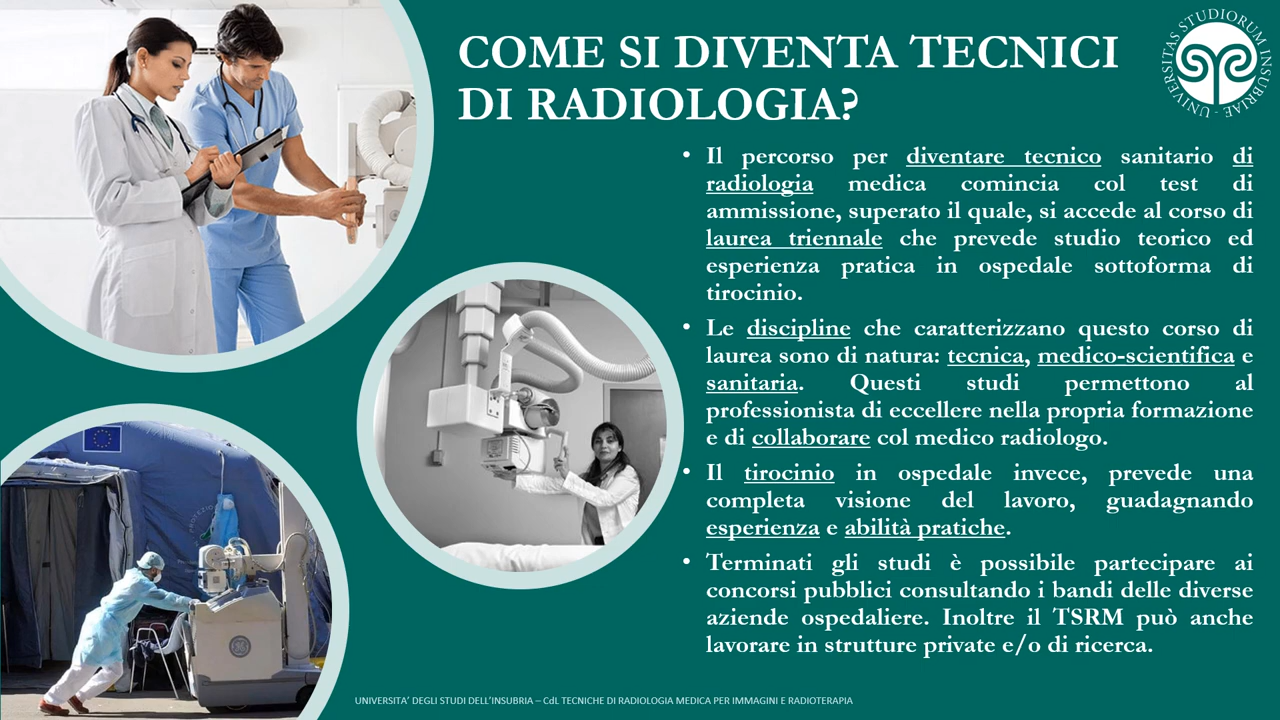 COME SI DIVENTA TECNICI
DI RADIOLOGIA?
UNIVERSITAS STUDIORUM INSUBRIAE
• Il percorso per diventare tecnico sanitario di
radiologia medica comincia col test di
ammissione, superato il quale, si accede al corso di
laurea triennale che prevede studio teorico ed
esperienza pratica in ospedale sottoforma di
tirocinio.
• Le discipline che caratterizzano questo corso di
laurea sono di natura: tecnica, medico-scientifica e
sanitaria. Questi studi permettono al
professionista di eccellere nella propria formazione
e di collaborare col medico radiologo.
• Il tirocinio in ospedale invece, prevede una
completa visione del lavoro, guadagnando
esperienza e abilità pratiche.
• Terminati gli studi è possibile partecipare ai
concorsi pubblici consultando i bandi delle diverse
aziende ospedaliere. Inoltre il TSRM può anche
lavorare in strutture private e/o di ricerca.
UNIVERSITA' DEGLI STUDI DELL'INSUBRIA – CdL TECNICHE DI RADIOLOGIA MEDICA PER IMMAGINI E RADIOTERAPIA